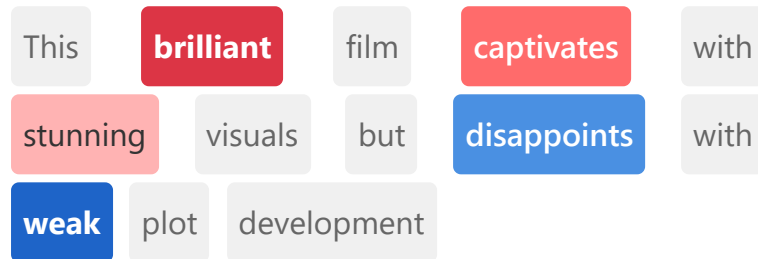 This brilliant film captivates with
stunning visuals but disappoints with
weak plot development